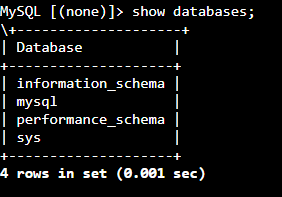 MySQL [(none)]> show databases;
\+--------------------+
| Database           |
+--------------------+
| information_schema |
| mysql              |
| performance_schema |
| sys                |
+--------------------+
4 rows in set (0.001 sec)